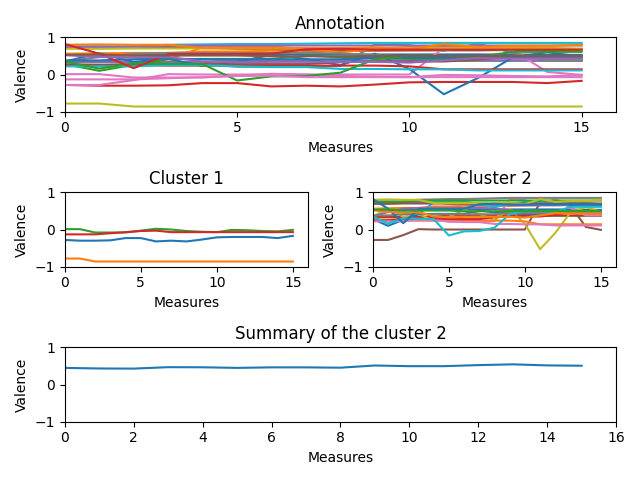 Annotation
Valence
1
0
−1
0 5 10 15
Measures
Cluster 1 Cluster 2
Valence Valence
1 1
0 0
−1 −1
0 5 10 15 0 5 10 15
Measures Measures
Summary of the cluster 2
Valence
1
0
−1
0 2 4 6 8 10 12 14 16
Measures